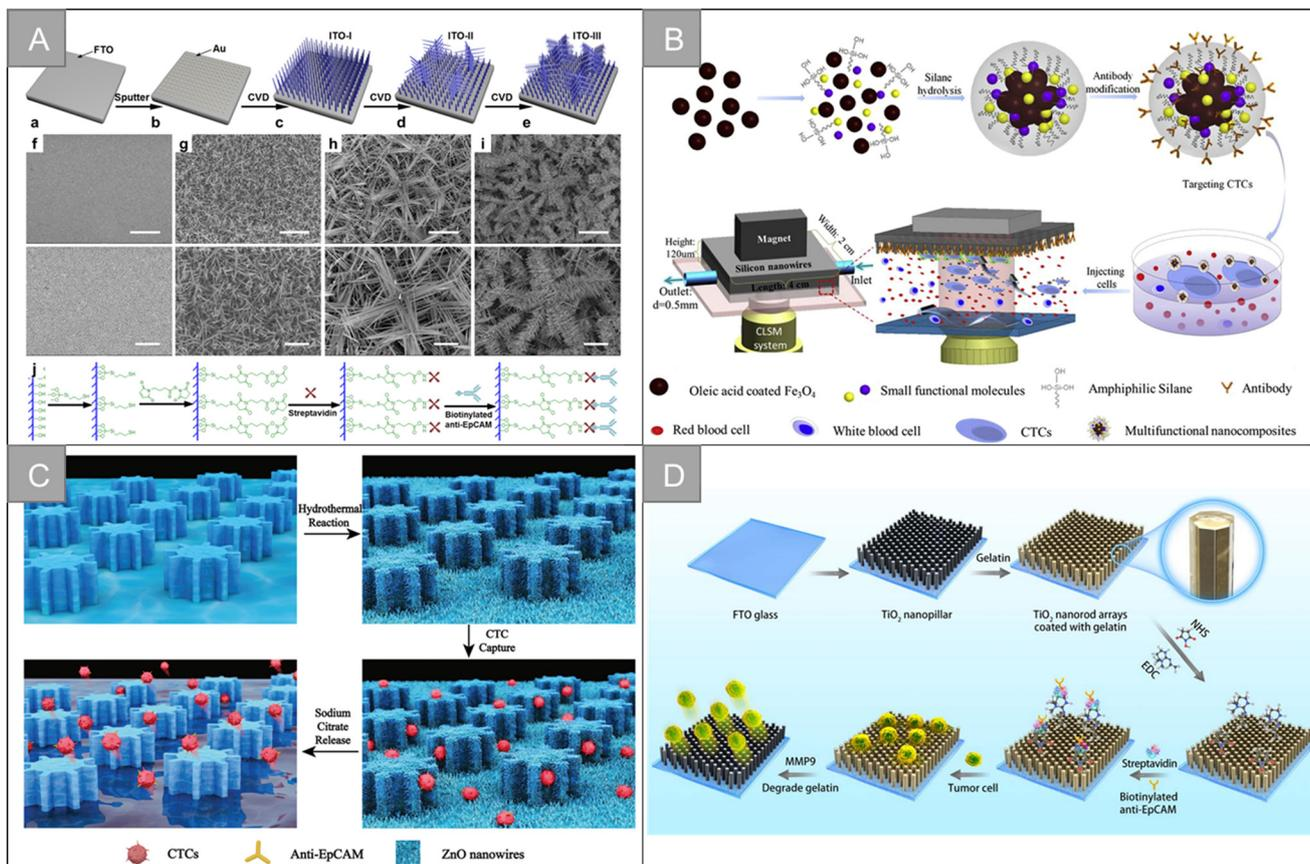 A
FTO
Au
ITO-I
ITO-II
ITO-III
Sputter
CVD
CVD
CVD
a
b
c
d
e
f
g
h
i
j
Streptavidin
Biotinylated
anti-EpCAM
B
Silane
hydrolysis
Antibody
modification
Targeting CTCs
Height:
120um
Magnet
Width: 2 cm
Silicon nanowires
Length: 4 cm
Inlet
Outlet:
d=0.5mm
CLSM
system
Injecting
cells
Oleic acid coated Fe₃O₄
Small functional molecules
Amphiphilic Silane
Antibody
Red blood cell
White blood cell
CTCs
Multifunctional nanocomposites
C
Hydrothermal
Reaction
CTC
Capture
Sodium
Citrate
Release
CTCs
Anti-EpCAM
ZnO nanowires
D
FTO glass
TiO₂ nanopillar
Gelatin
TiO₂ nanorod arrays
coated with gelatin
NHS
EDC
Streptavidin
Biotinylated
anti-EpCAM
Tumor cell
MMP9
Degrade gelatin